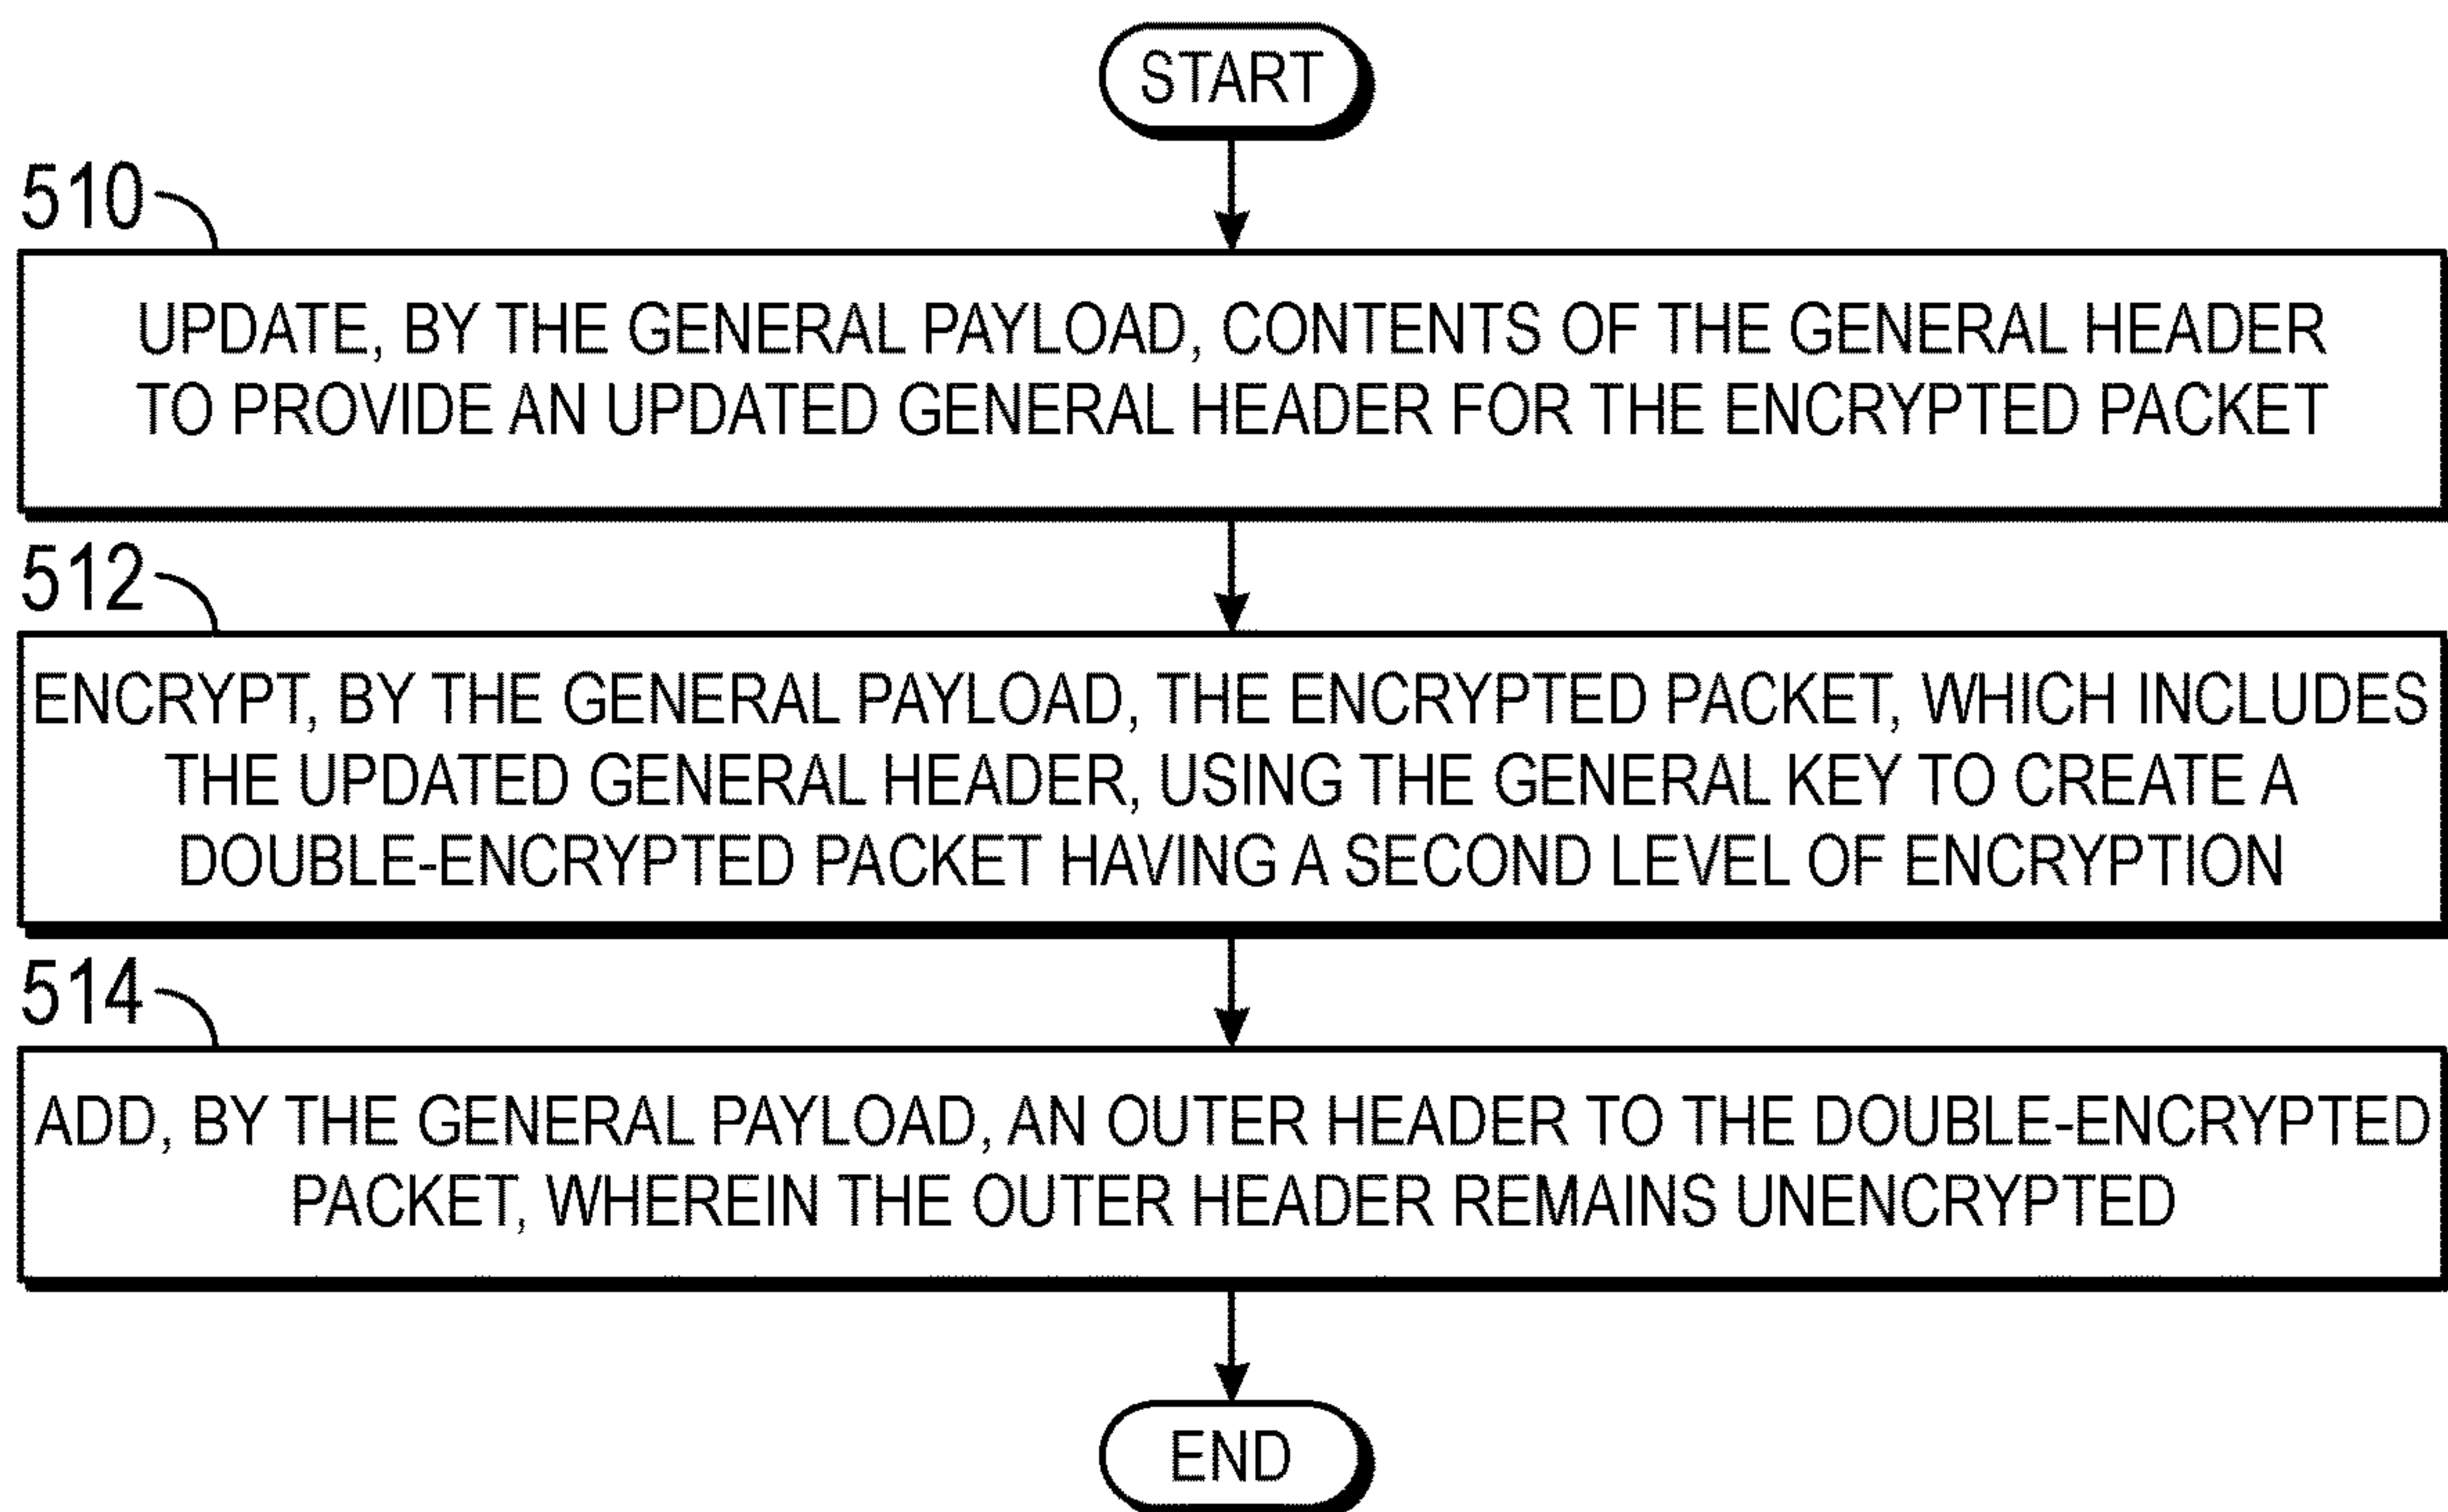 START
510
UPDATE, BY THE GENERAL PAYLOAD, CONTENTS OF THE GENERAL HEADER
TO PROVIDE AN UPDATED GENERAL HEADER FOR THE ENCRYPTED PACKET
512
ENCRYPT, BY THE GENERAL PAYLOAD, THE ENCRYPTED PACKET, WHICH INCLUDES
THE UPDATED GENERAL HEADER, USING THE GENERAL KEY TO CREATE A
DOUBLE-ENCRYPTED PACKET HAVING A SECOND LEVEL OF ENCRYPTION
514
ADD, BY THE GENERAL PAYLOAD, AN OUTER HEADER TO THE DOUBLE-ENCRYPTED
PACKET, WHEREIN THE OUTER HEADER REMAINS UNENCRYPTED
END